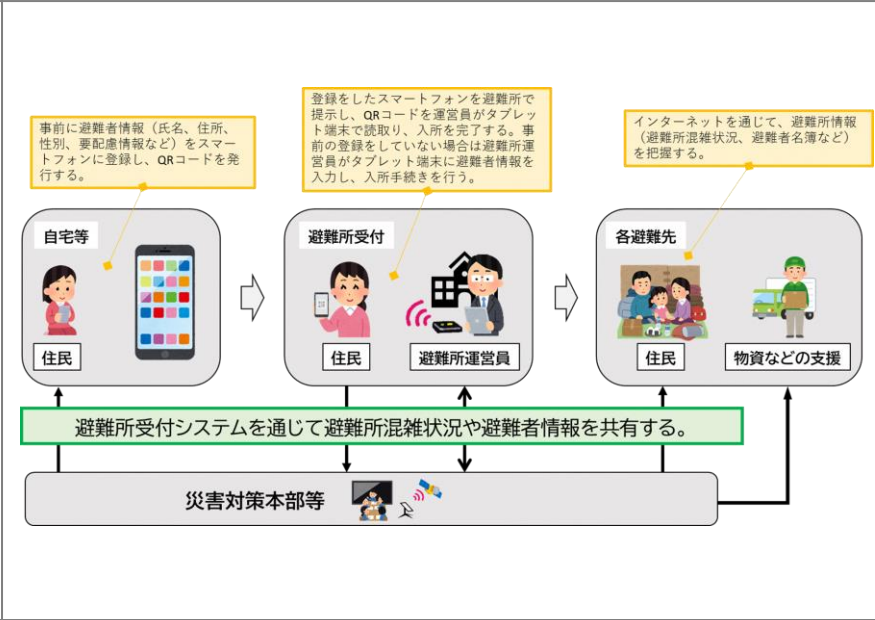 事前に避難者情報（氏名、住所、
性別、要配慮情報など）をスマー
トフォンに登録し、QRコードを発
行する。
登録をしたスマートフォンを避難所で
提示し、QRコードを運営員がタブレッ
ト端末で読取り、入所を完了する。事
前の登録をしていない場合は避難所運
営員がタブレット端末に避難者情報を
入力し、入所手続きを行う。
インターネットを通じて、避難所情報
（避難所混雑状況、避難者名簿など）
を把握する。
自宅等
住民
避難所受付
住民
避難所運営員
各避難先
住民
物資などの支援
避難所受付システムを通じて避難所混雑状況や避難者情報を共有する。
災害対策本部等